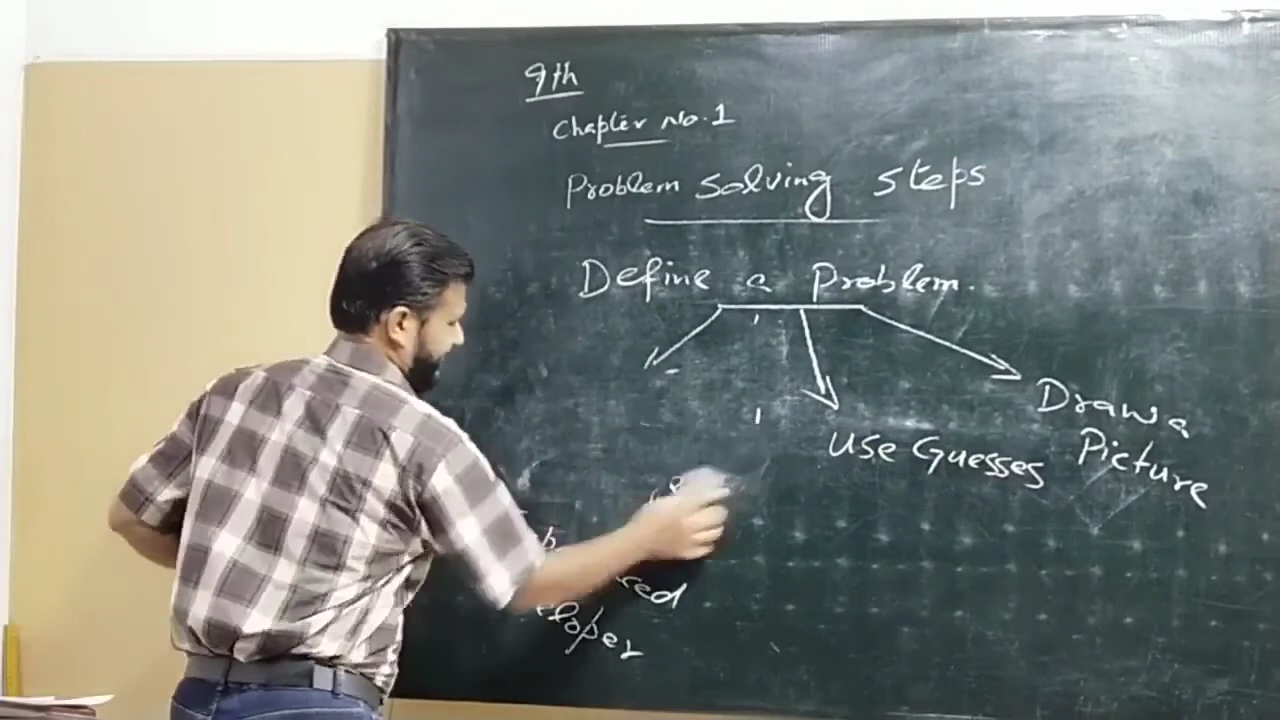 9th
Chapter No.1
Problem Solving Steps
Define a Problem.
Draw a
Picture
Use Guesses